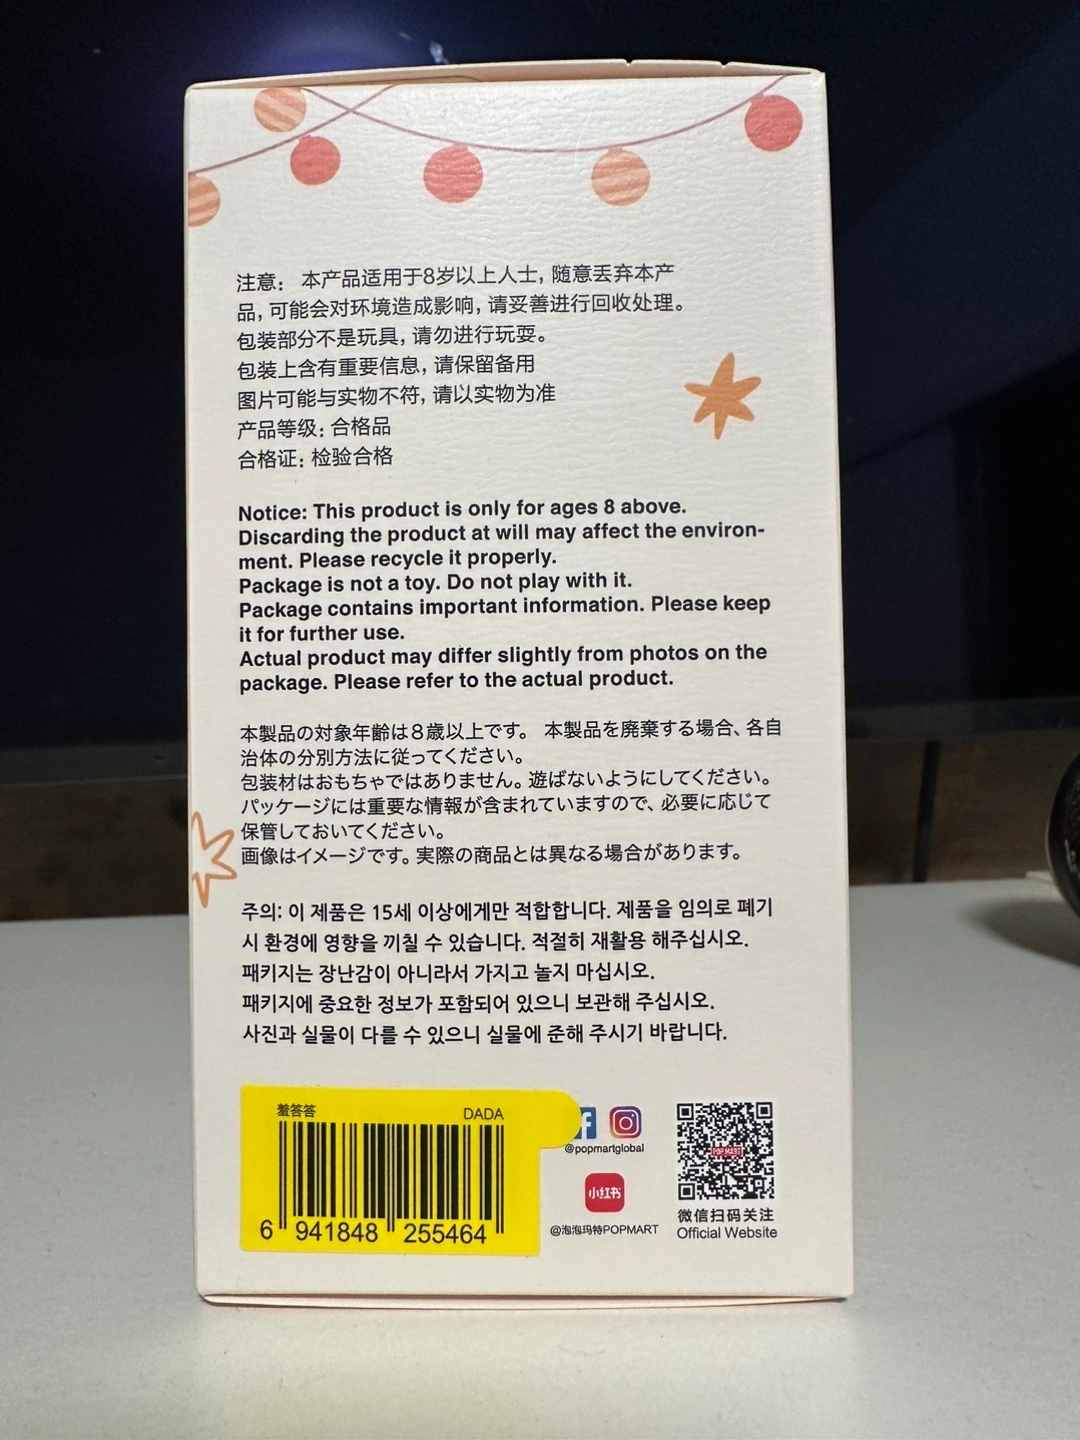 注意： 本产品适用于8岁以上人士, 随意丢弃本产
品, 可能会对环境造成影响, 请妥善进行回收处理。
包装部分不是玩具, 请勿进行玩耍。
包装上含有重要信息, 请保留备用
图片可能与实物不符, 请以实物为准
产品等级: 合格品
合格证: 检验合格
Notice: This product is only for ages 8 above.
Discarding the product at will may affect the environ-
ment. Please recycle it properly.
Package is not a toy. Do not play with it.
Package contains important information. Please keep
it for further use.
Actual product may differ slightly from photos on the
package. Please refer to the actual product.
本製品の対象年齢は８歳以上です。 本製品を廃棄する場合、各自
治体の分別方法に従ってください。
包装材はおもちゃではありません。遊ばないようにしてください。
パッケージには重要な情報が含まれていますので、必要に応じて
保管しておいてください。
画像はイメージです。実際の商品とは異なる場合があります。
주의: 이 제품은 15세 이상에게만 적합합니다. 제품을 임의로 폐기
시 환경에 영향을 끼칠 수 있습니다. 적절히 재활용 해주십시오.
패키지는 장난감이 아니라서 가지고 놀지 마십시오.
패키지에 중요한 정보가 포함되어 있으니 보관해 주십시오.
사진과 실물이 다를 수 있으니 실물에 준해 주시기 바랍니다.
羞答答 DADA
6 941848 255464
@popmartglobal
小红书
@泡泡玛特POPMART
POP MART
微信扫码关注
Official Website